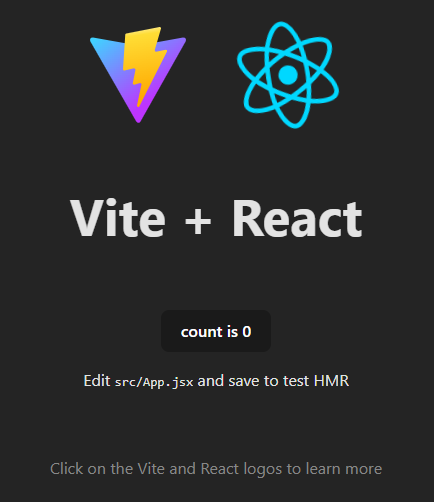 Vite + React
count is 0
Edit src/App.jsx and save to test HMR
Click on the Vite and React logos to learn more